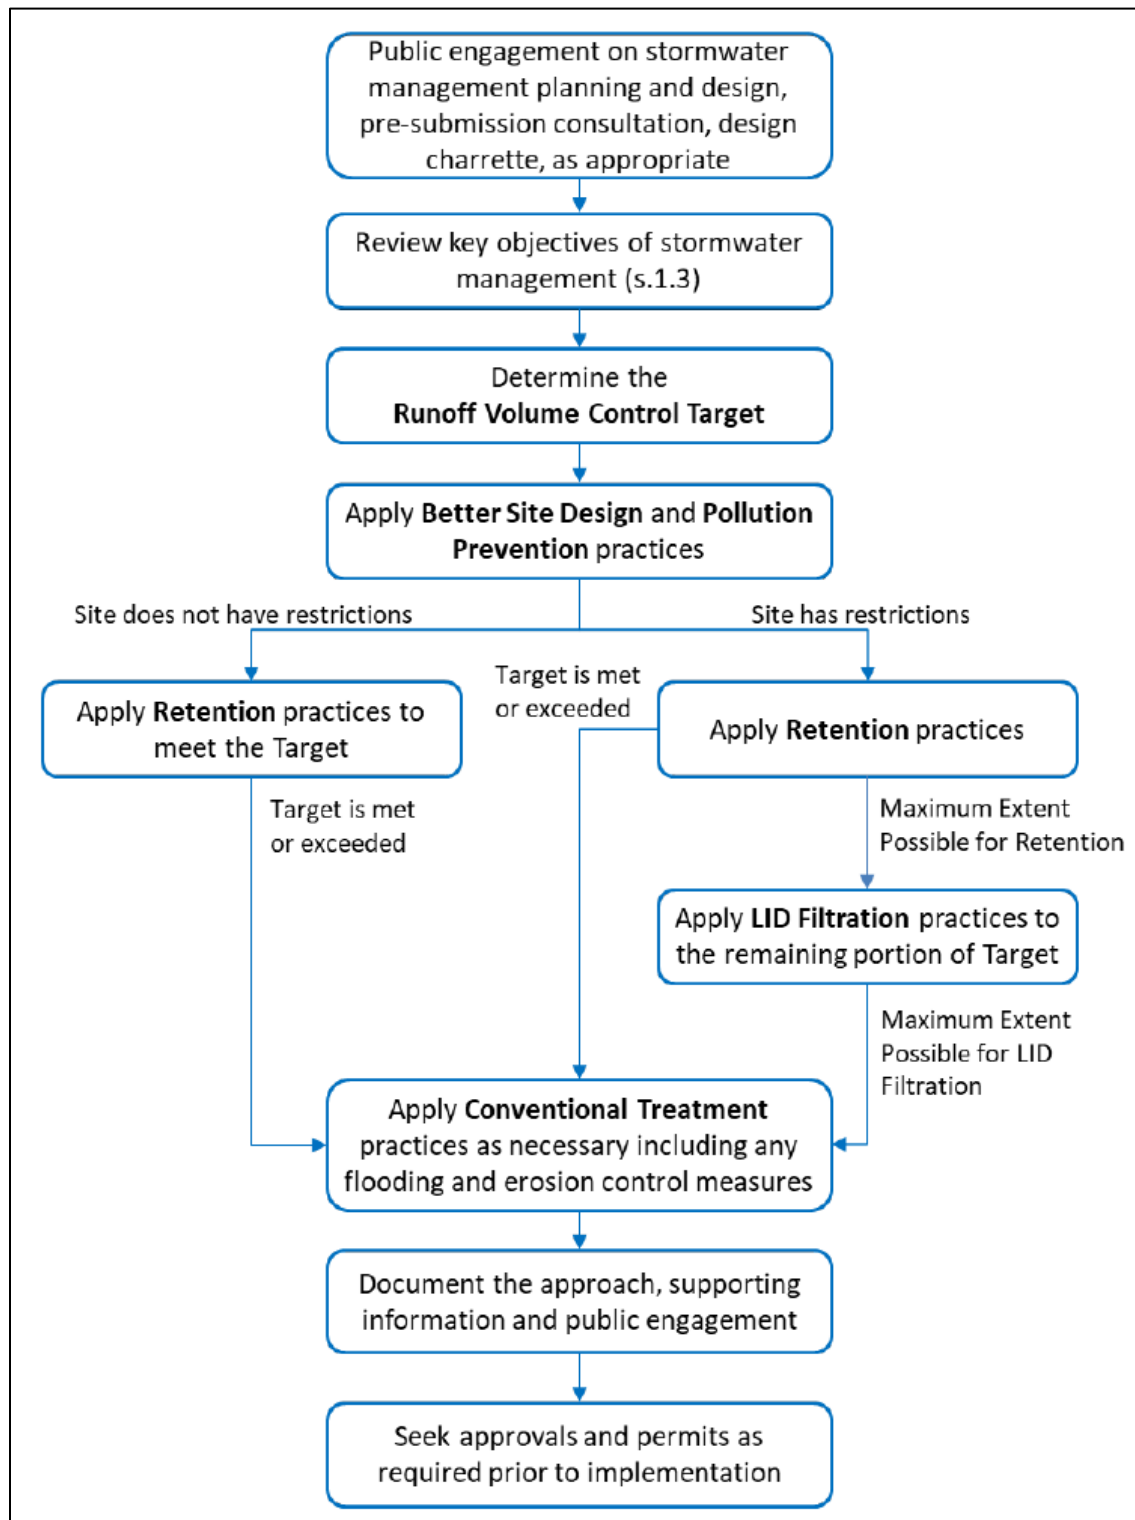 Public engagement on stormwater
management planning and design,
pre-submission consultation, design
charrette, as appropriate
Review key objectives of stormwater
management (s.1.3)
Determine the
Runoff Volume Control Target
Apply Better Site Design and Pollution
Prevention practices
Site does not have restrictions
Site has restrictions
Apply Retention practices to
meet the Target
Target is met
or exceeded
Apply Retention practices
Target is met
or exceeded
Maximum Extent
Possible for Retention
Apply LID Filtration practices to
the remaining portion of Target
Maximum Extent
Possible for LID
Filtration
Apply Conventional Treatment
practices as necessary including any
flooding and erosion control measures
Document the approach, supporting
information and public engagement
Seek approvals and permits as
required prior to implementation